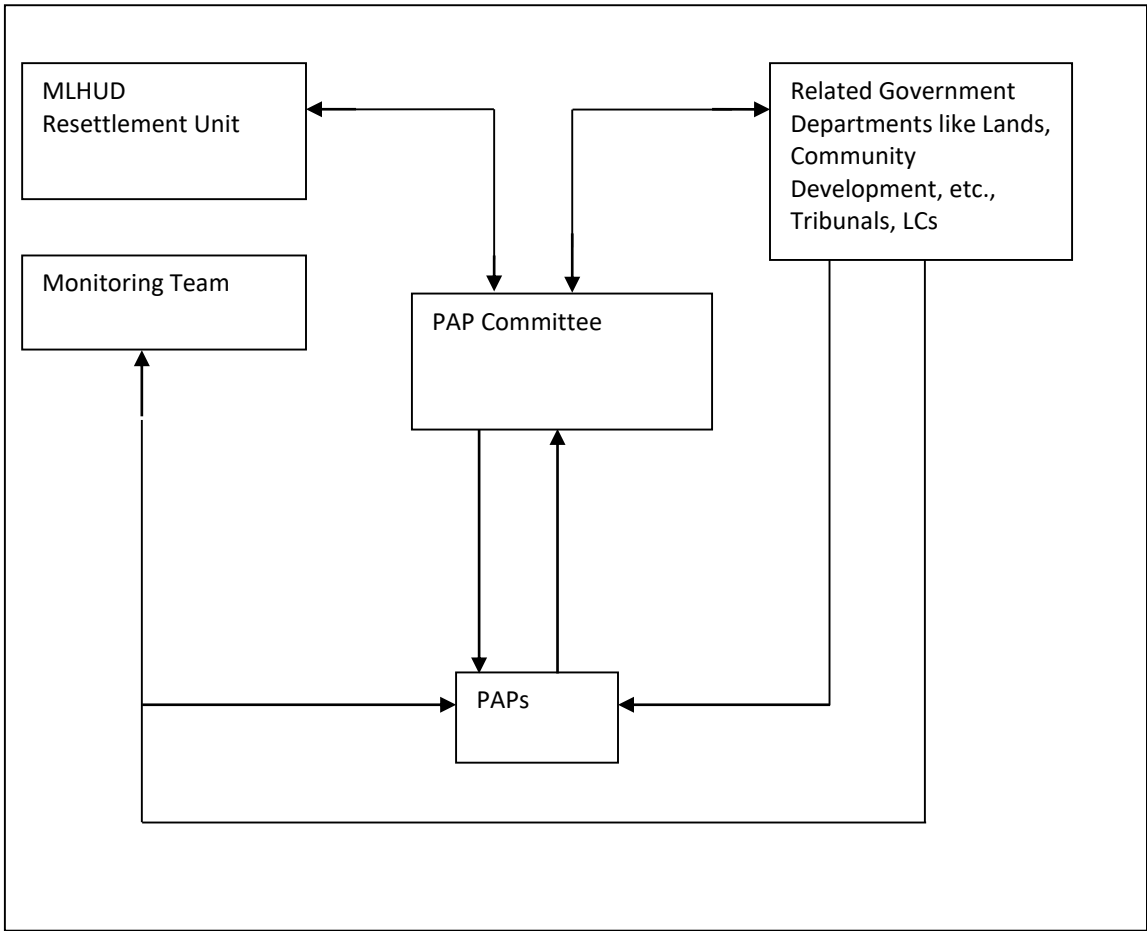 MLHUD
Resettlement Unit
Related Government
Departments like Lands,
Community
Development, etc.,
Tribunals, LCs
Monitoring Team
PAP Committee
PAPs